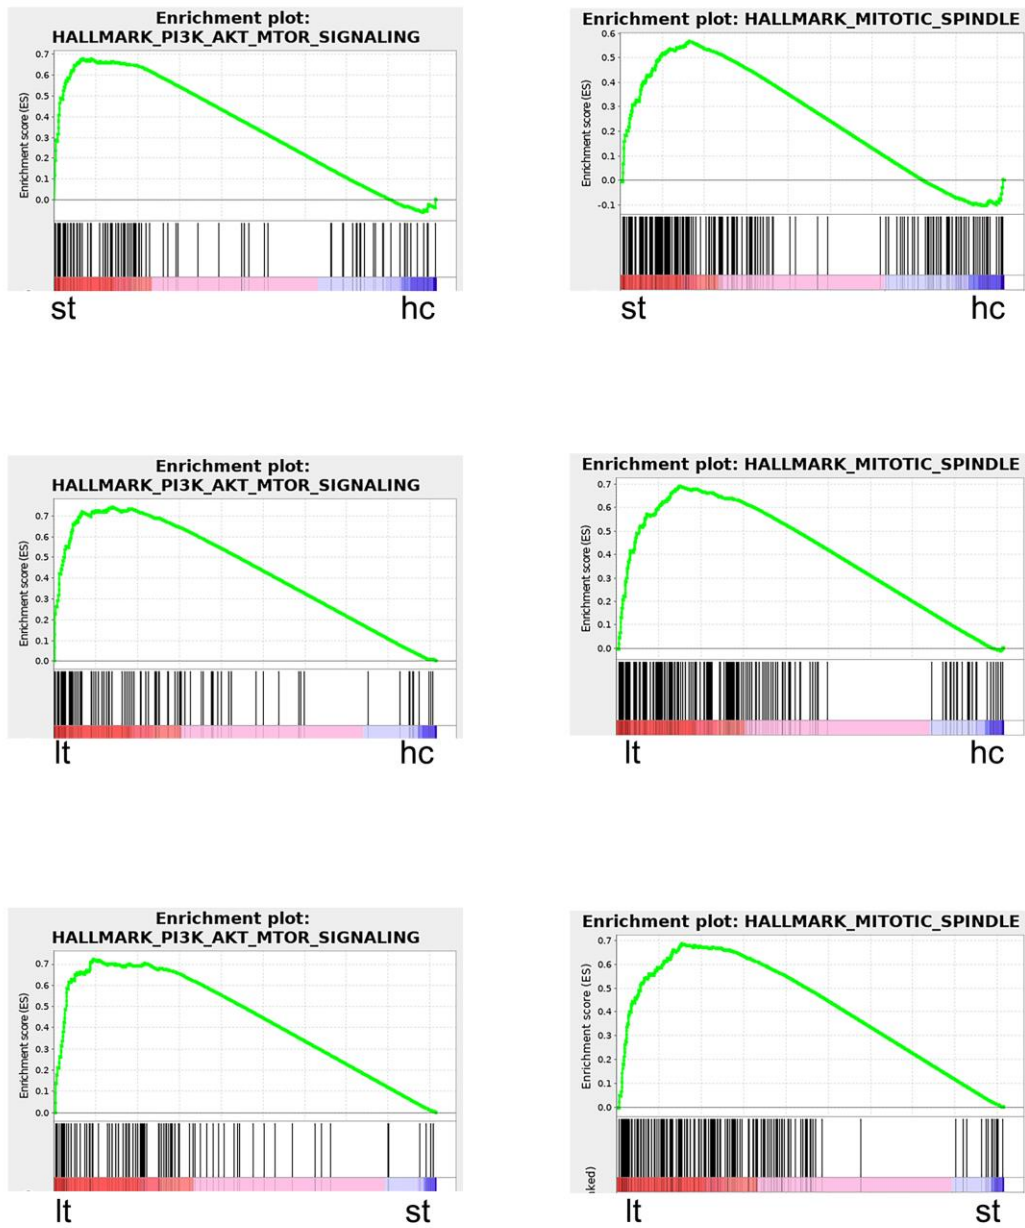 Enrichment plot:
HALLMARK_PI3K_AKT_MTOR_SIGNALING
Enrichment score (ES)
0.7
0.6
0.5
0.4
0.3
0.2
0.1
0.0
st hc
Enrichment plot: HALLMARK_MITOTIC_SPINDLE
Enrichment score (ES)
0.6
0.5
0.4
0.3
0.2
0.1
0.0
-0.1
st hc
Enrichment plot:
HALLMARK_PI3K_AKT_MTOR_SIGNALING
Enrichment score (ES)
0.7
0.6
0.5
0.4
0.3
0.2
0.1
0.0
lt hc
Enrichment plot: HALLMARK_MITOTIC_SPINDLE
Enrichment score (ES)
0.7
0.6
0.5
0.4
0.3
0.2
0.1
0.0
lt hc
Enrichment plot:
HALLMARK_PI3K_AKT_MTOR_SIGNALING
Enrichment score (ES)
0.7
0.6
0.5
0.4
0.3
0.2
0.1
0.0
lt st
Enrichment plot: HALLMARK_MITOTIC_SPINDLE
Enrichment score (ES)
0.7
0.6
0.5
0.4
0.3
0.2
0.1
0.0
ked)
lt st